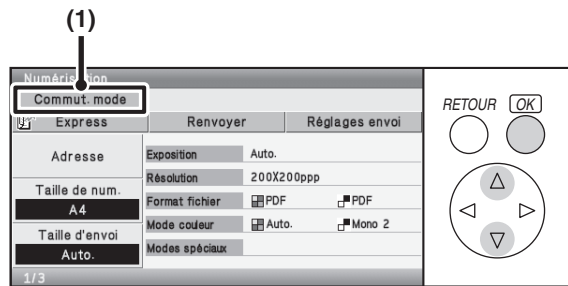 (1)
Numérisation
Commut. mode
Express
Renvoyer
Réglages envoi
Adresse
Taille de num.
A4
Taille d'envoi
Auto.
Exposition Auto.
Résolution 200X200ppp
Format fichier PDF PDF
Mode couleur Auto. Mono 2
Modes spéciaux
1/3
RETOUR OK